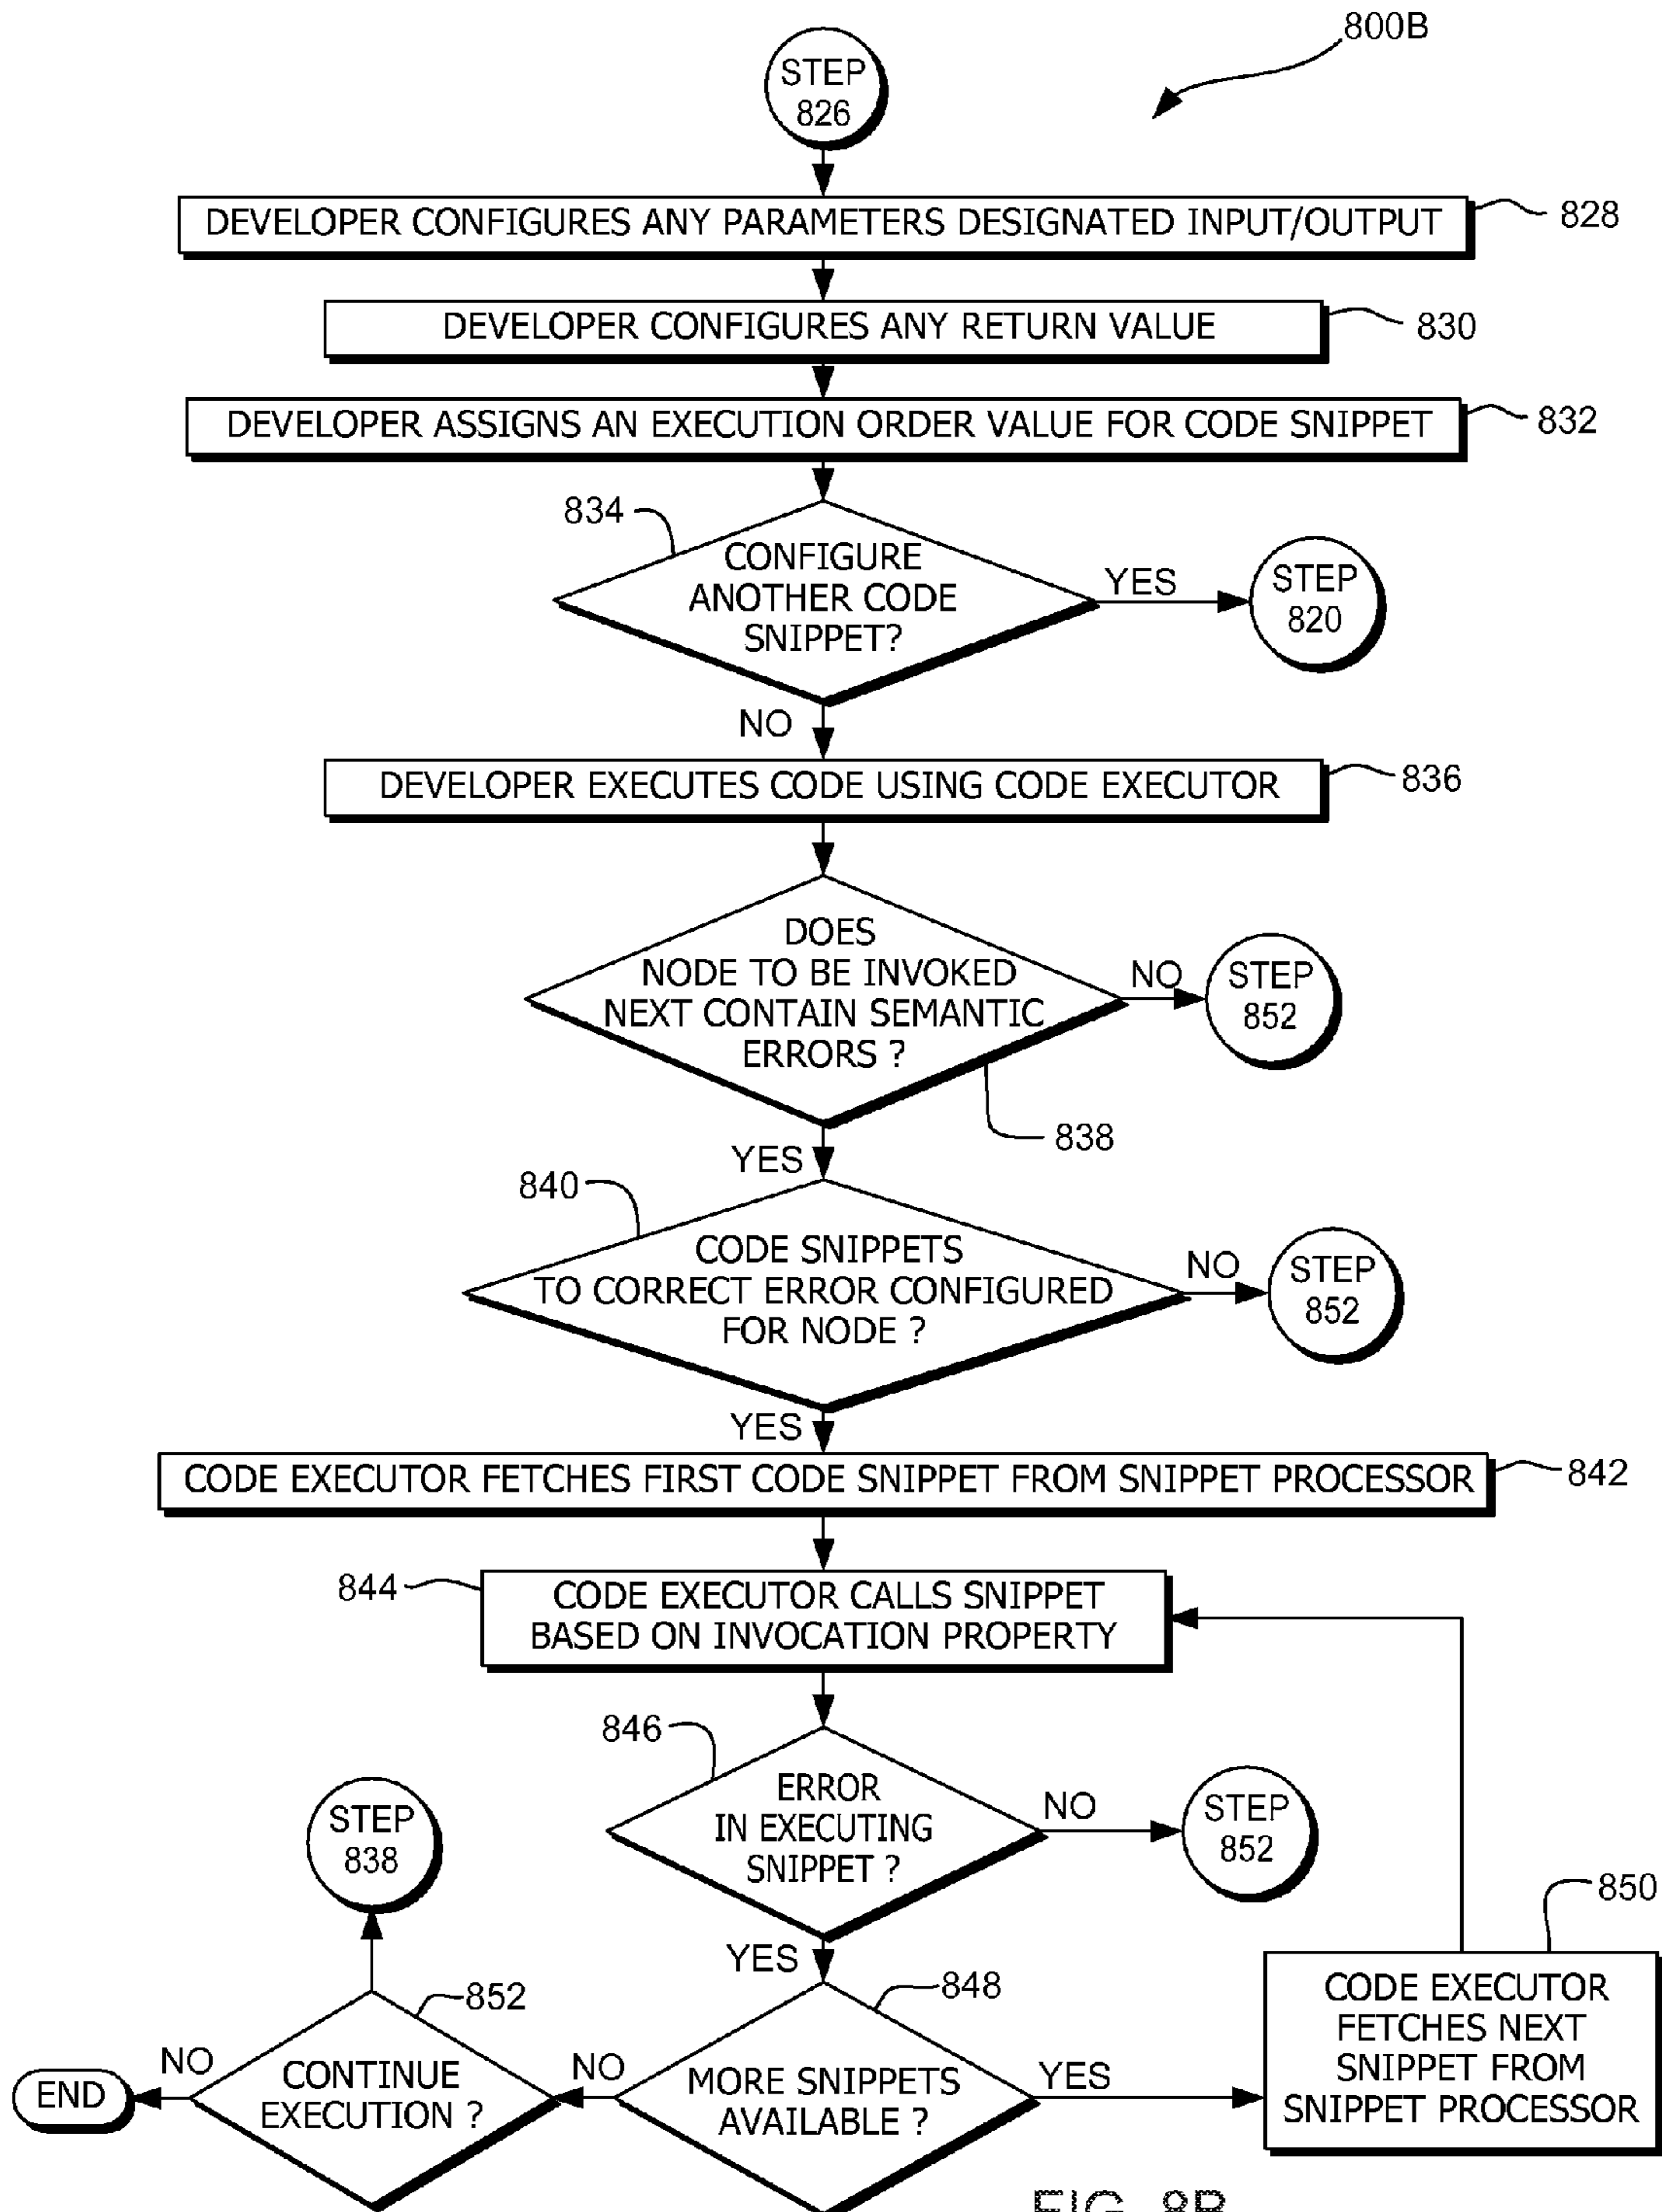 800B
STEP
826
DEVELOPER CONFIGURES ANY PARAMETERS DESIGNATED INPUT/OUTPUT
828
DEVELOPER CONFIGURES ANY RETURN VALUE
830
DEVELOPER ASSIGNS AN EXECUTION ORDER VALUE FOR CODE SNIPPET
832
834
CONFIGURE
ANOTHER CODE
SNIPPET?
YES
STEP
820
NO
DEVELOPER EXECUTES CODE USING CODE EXECUTOR
836
DOES
NODE TO BE INVOKED
NEXT CONTAIN SEMANTIC
ERRORS ?
NO
STEP
852
838
YES
840
CODE SNIPPETS
TO CORRECT ERROR CONFIGURED
FOR NODE ?
NO
STEP
852
YES
CODE EXECUTOR FETCHES FIRST CODE SNIPPET FROM SNIPPET PROCESSOR
842
844
CODE EXECUTOR CALLS SNIPPET
BASED ON INVOCATION PROPERTY
846
ERROR
IN EXECUTING
SNIPPET ?
NO
STEP
852
STEP
838
YES
850
CODE EXECUTOR
FETCHES NEXT
SNIPPET FROM
SNIPPET PROCESSOR
848
MORE SNIPPETS
AVAILABLE ?
YES
NO
852
CONTINUE
EXECUTION ?
NO
END
FIG. 8B